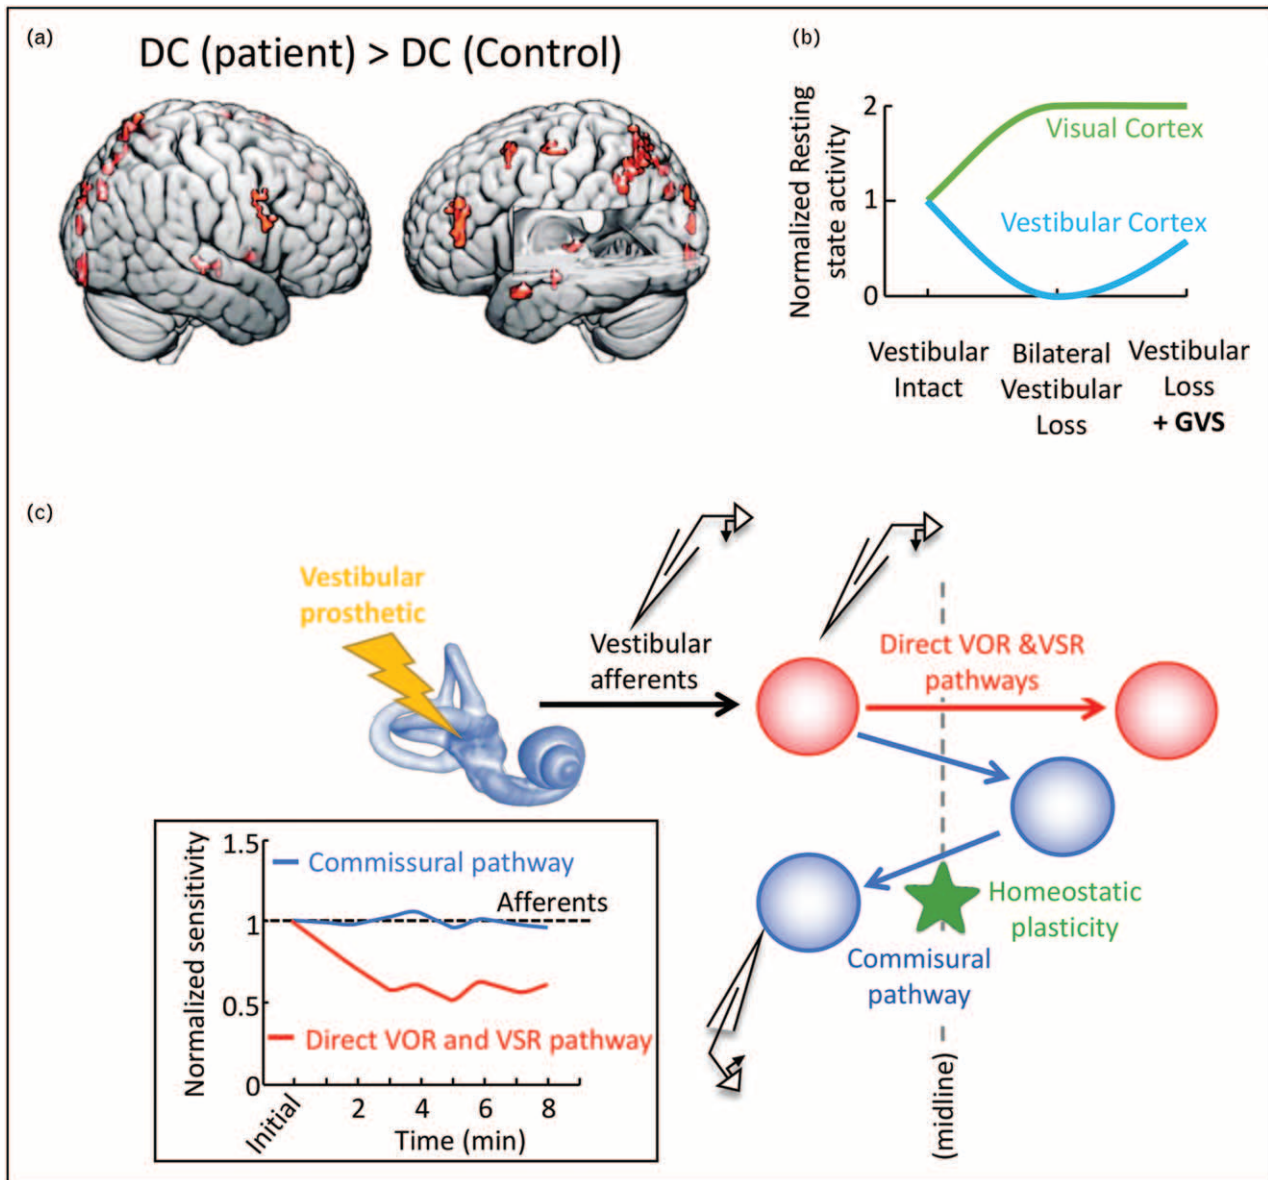 (a)
DC (patient) > DC (Control)
(b)
Normalized Resting
state activity
2
1
0
Visual Cortex
Vestibular Cortex
Vestibular
Intact
Bilateral
Vestibular
Loss
Vestibular
Loss
+ GVS
(c)
Vestibular
prosthetic
Vestibular
afferents
Direct VOR &VSR
pathways
Homeostatic
plasticity
Commisural
pathway
(midline)
Normalized sensitivity
1.5
1
0.5
0
Commissural pathway
Afferents
Direct VOR and VSR pathway
Initial
2
4
6
8
Time (min)